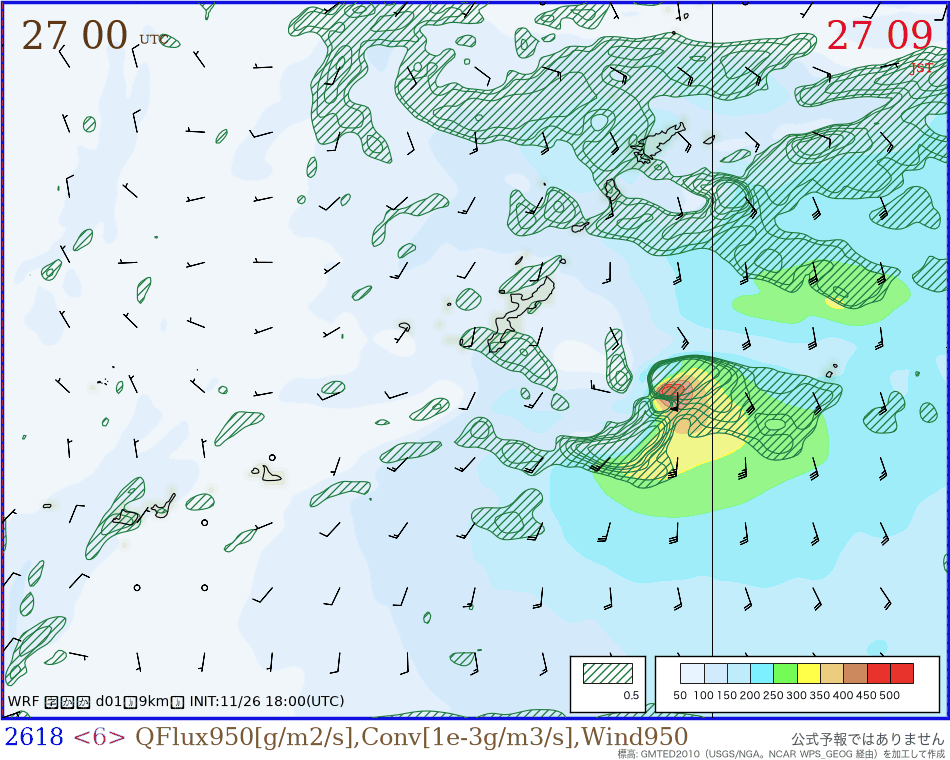 27 00 UTC
27 09
JST
0.5
50 100 150 200 250 300 350 400 450 500
WRF d01 9km INIT:11/26 18:00(UTC)
2618 <6> QFlux950[g/m2/s],Conv[1e-3g/m3/s],Wind950
公式予報ではありません
標高: GMTED2010（USGS/NGA。NCAR WPS_GEOG 経由）を加工して作成